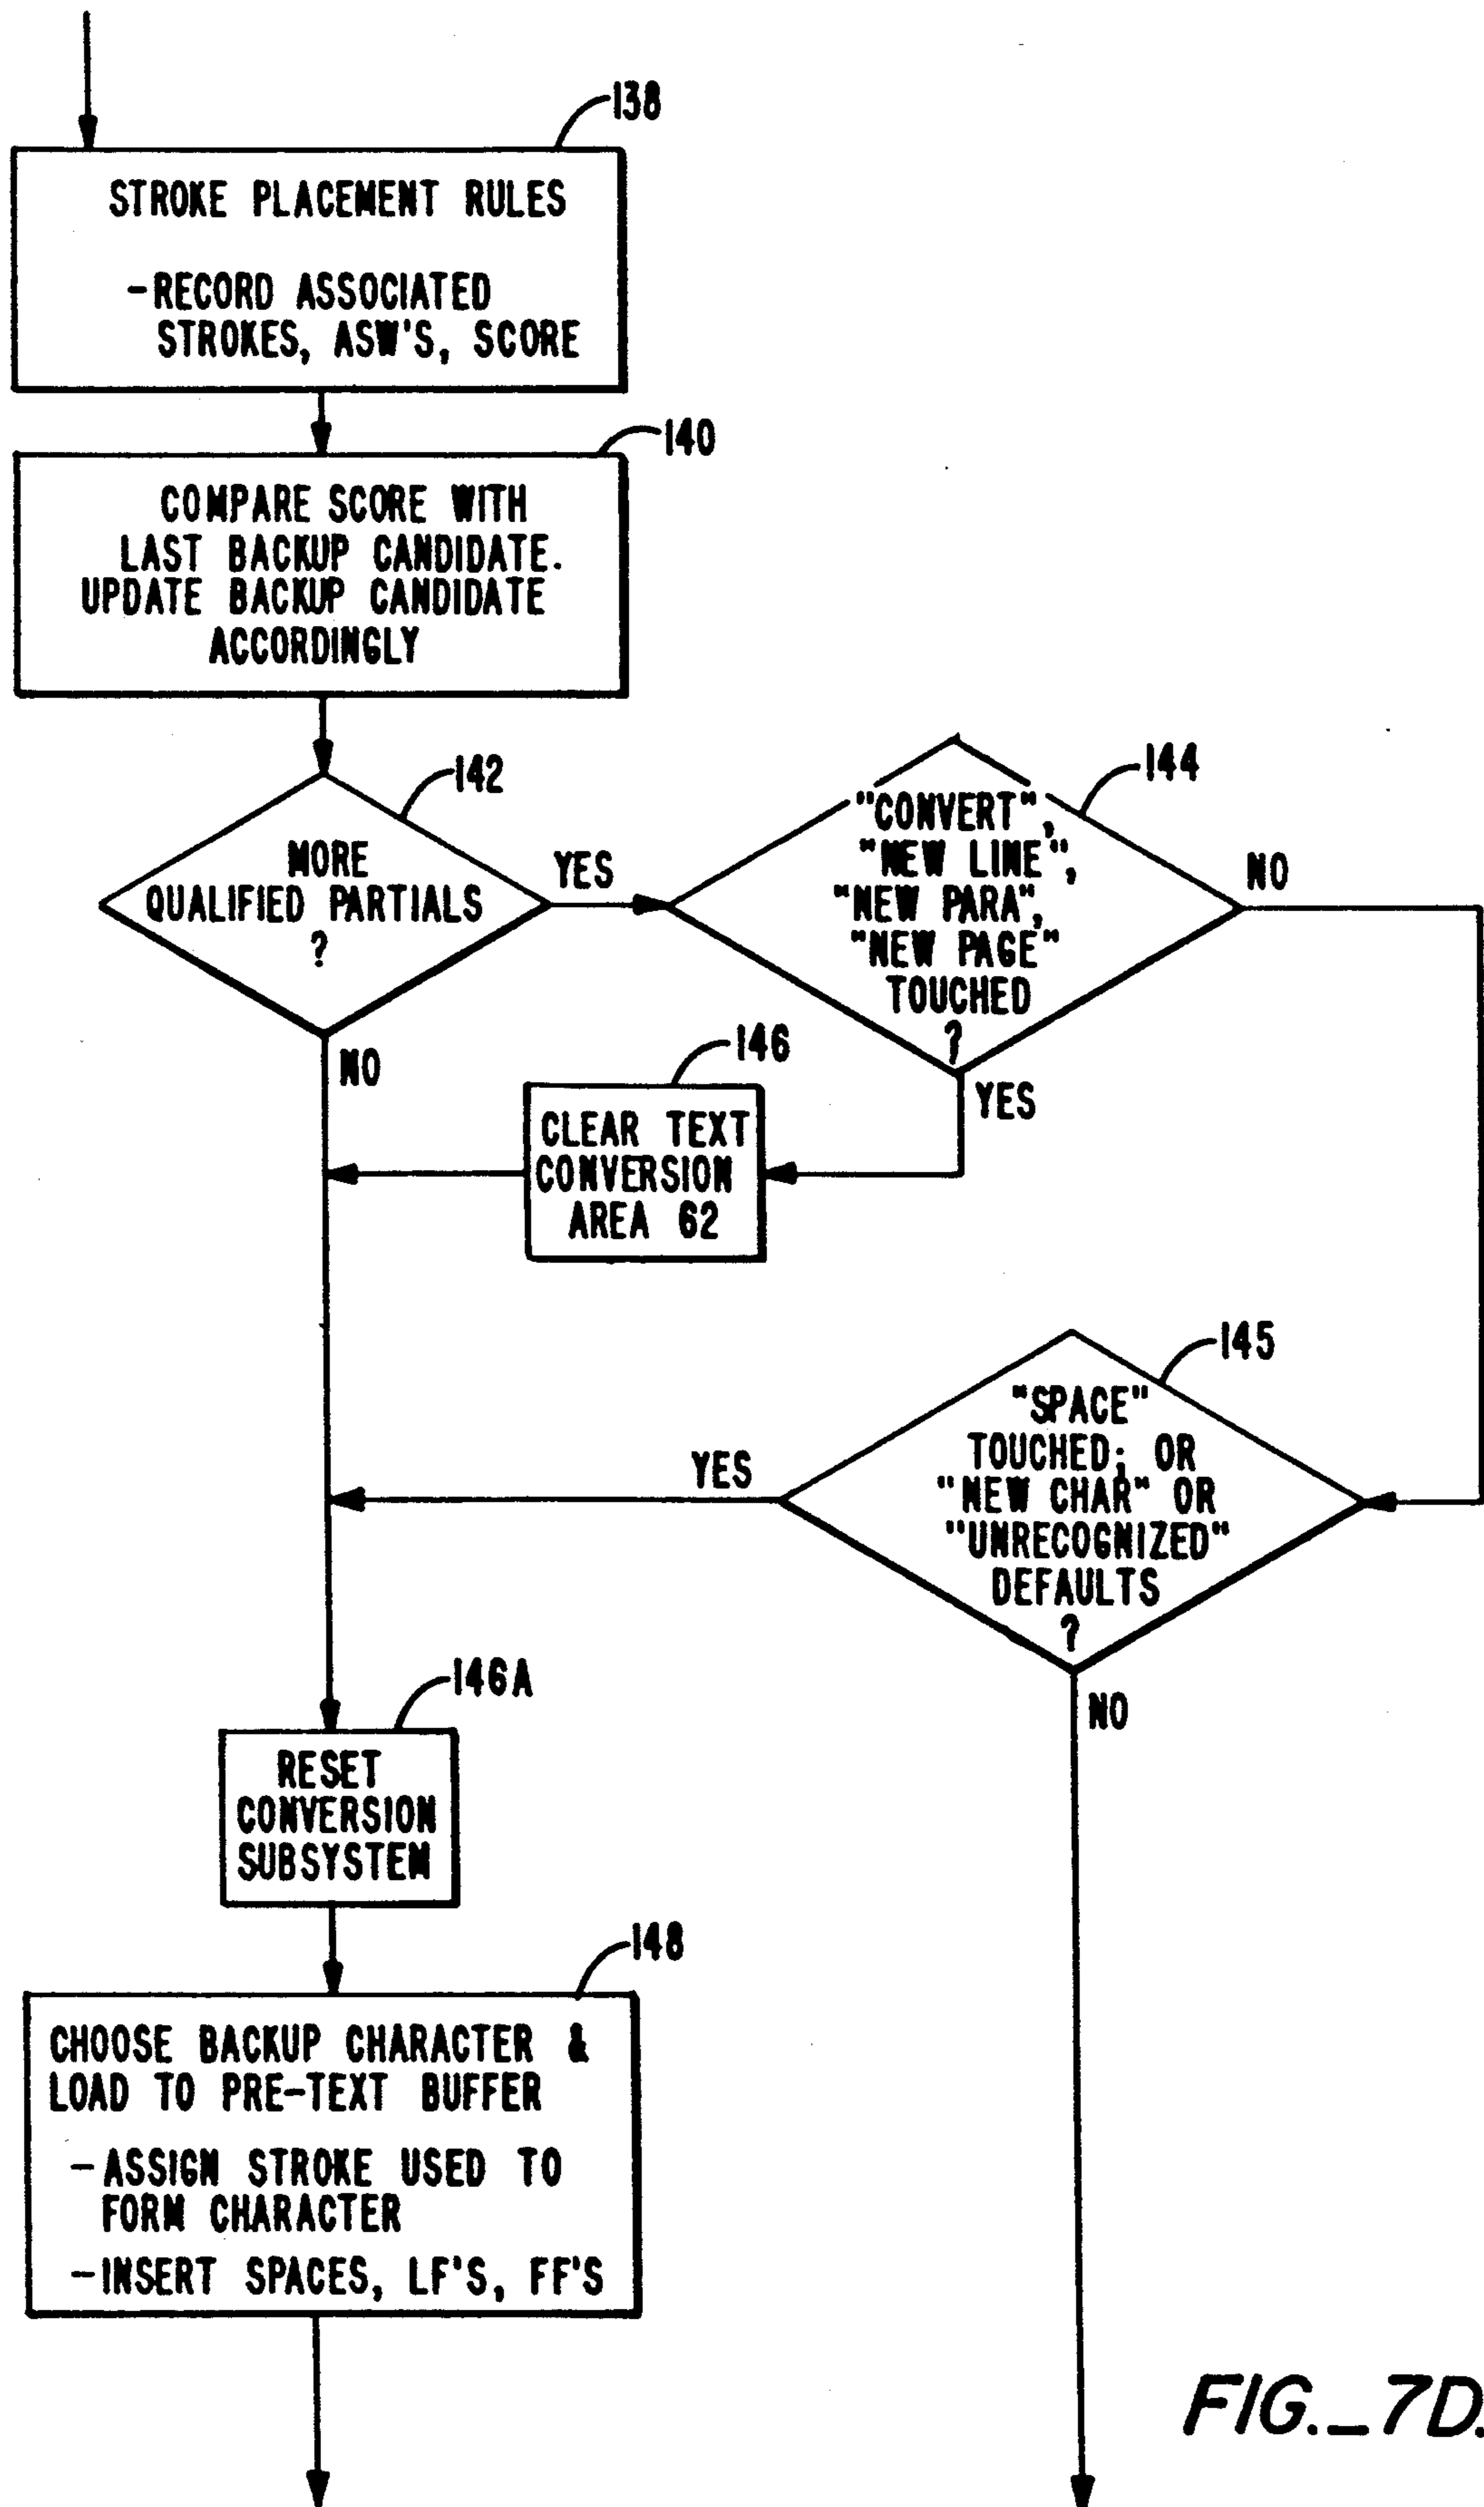 138
STROKE PLACEMENT RULES
-RECORD ASSOCIATED
STROKES, ASW'S, SCORE
140
COMPARE SCORE WITH
LAST BACKUP CANDIDATE.
UPDATE BACKUP CANDIDATE
ACCORDINGLY
142
MORE
QUALIFIED PARTIALS
?
YES
NO
144
"CONVERT",
"NEW LINE",
"NEW PARA",
"NEW PAGE"
TOUCHED
?
NO
YES
146
CLEAR TEXT
CONVERSION
AREA 62
145
"SPACE"
TOUCHED; OR
"NEW CHAR" OR
"UNRECOGNIZED"
DEFAULTS
?
YES
NO
146A
RESET
CONVERSION
SUBSYSTEM
148
CHOOSE BACKUP CHARACTER &
LOAD TO PRE-TEXT BUFFER
-ASSIGN STROKE USED TO
FORM CHARACTER
-INSERT SPACES, LF'S, FF'S
FIG._7D.